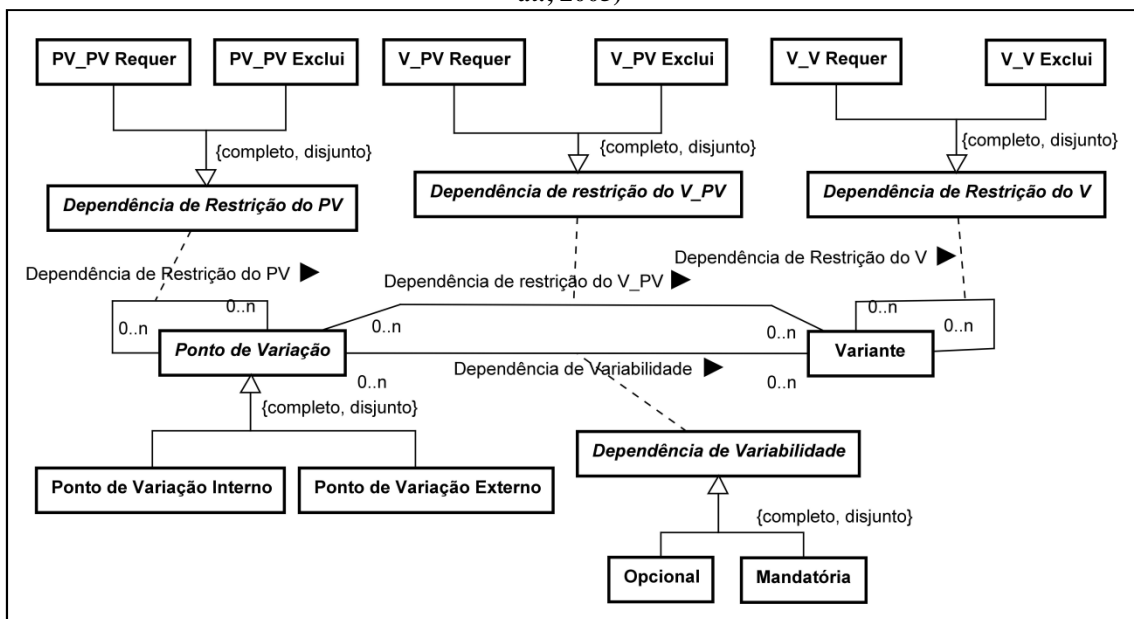 al., 2005)
PV_PV Requer
PV_PV Exclui
V_PV Requer
V_PV Exclui
V_V Requer
V_V Exclui
{completo, disjunto}
{completo, disjunto}
{completo, disjunto}
Dependência de Restrição do PV
Dependência de restrição do V_PV
Dependência de Restrição do V
Dependência de Restrição do PV
Dependência de restrição do V_PV
Dependência de Restrição do V
0..n
0..n
0..n
0..n
0..n
0..n
Ponto de Variação
Variante
0..n
Dependência de Variabilidade
0..n
{completo, disjunto}
Dependência de Variabilidade
Ponto de Variação Interno
Ponto de Variação Externo
{completo, disjunto}
Opcional
Mandatória